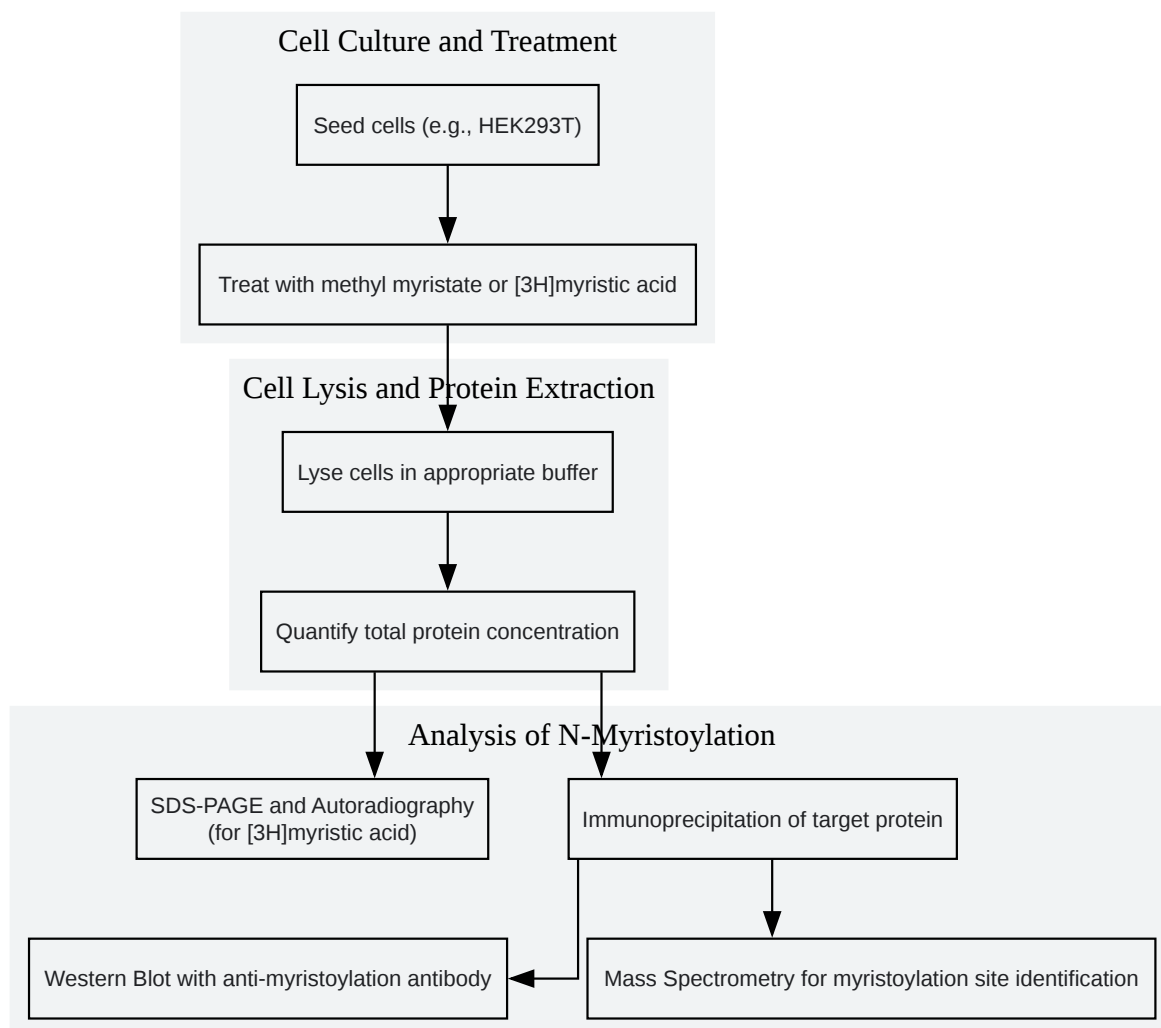 Cell Culture and Treatment
Seed cells (e.g., HEK293T)
Treat with methyl myristate or [3H]myristic acid
Cell Lysis and Protein Extraction
Lyse cells in appropriate buffer
Quantify total protein concentration
Analysis of N-Myristoylation
SDS-PAGE and Autoradiography
(for [3H]myristic acid)
Immunoprecipitation of target protein
Western Blot with anti-myristoylation antibody
Mass Spectrometry for myristoylation site identification